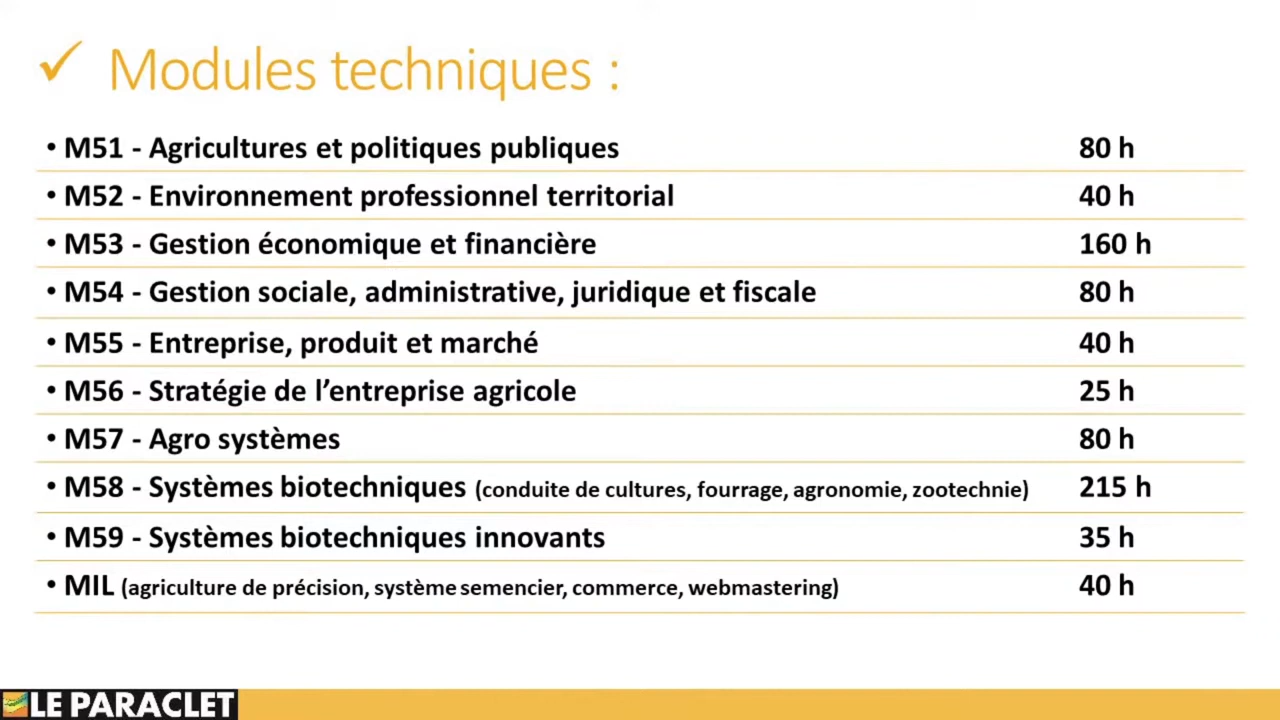 ✓ Modules techniques :
• M51 - Agricultures et politiques publiques 80 h
• M52 - Environnement professionnel territorial 40 h
• M53 - Gestion économique et financière 160 h
• M54 - Gestion sociale, administrative, juridique et fiscale 80 h
• M55 - Entreprise, produit et marché 40 h
• M56 - Stratégie de l’entreprise agricole 25 h
• M57 - Agro systèmes 80 h
• M58 - Systèmes biotechniques (conduite de cultures, fourrage, agronomie, zootechnie) 215 h
• M59 - Systèmes biotechniques innovants 35 h
• MIL (agriculture de précision, système semencier, commerce, webmastering) 40 h
LE PARACLET